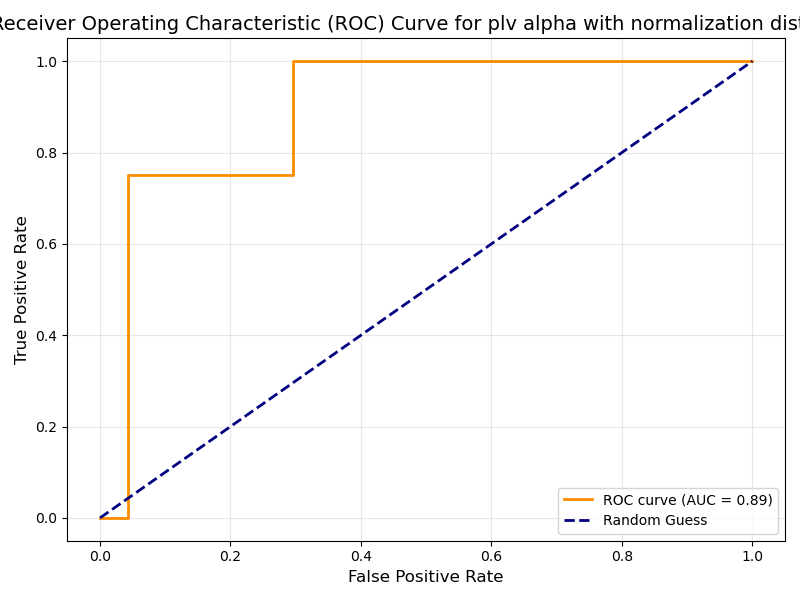 Receiver Operating Characteristic (ROC) Curve for plv alpha with normalization dist
1.0
0.8
0.6
0.4
0.2
0.0
True Positive Rate
0.0 0.2 0.4 0.6 0.8 1.0
False Positive Rate
ROC curve (AUC = 0.89)
Random Guess